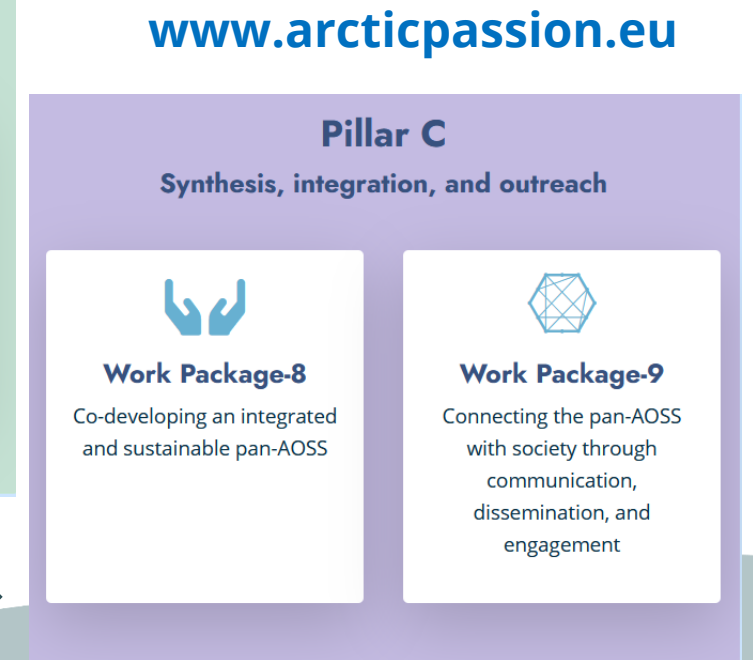 www.arcticpassion.eu
Pillar C
Synthesis, integration, and outreach
Work Package-8
Co-developing an integrated
and sustainable pan-AOSS
Work Package-9
Connecting the pan-AOSS
with society through
communication,
dissemination, and
engagement